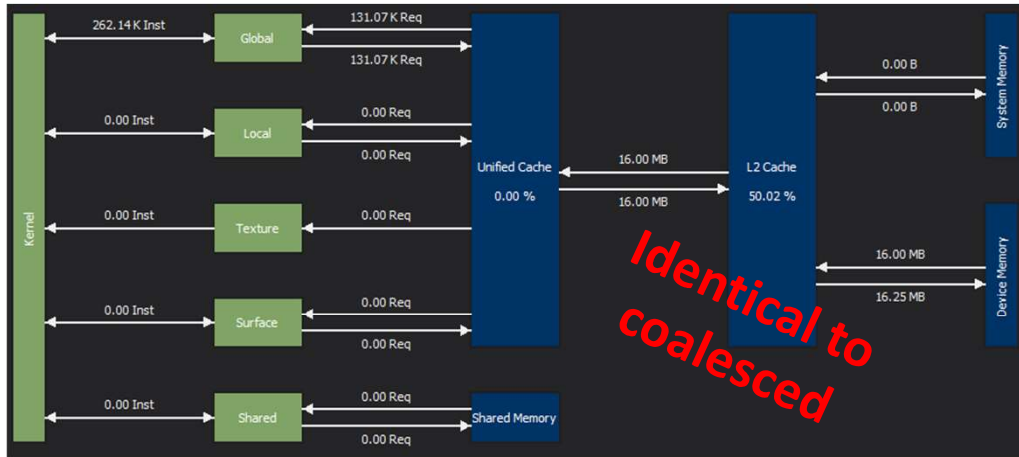 131.07 K Req
262.14 K Inst
Global
131.07 K Req
0.00 Req
0.00 Inst
Local
0.00 Req
0.00 Inst
Texture
0.00 Req
0.00 Req
0.00 Inst
Surface
0.00 Req
0.00 Req
0.00 Inst
Shared
0.00 Req
Kernel
Unified Cache
0.00 %
Shared Memory
16.00 MB
16.00 MB
L2 Cache
50.02 %
0.00 B
0.00 B
System Memory
16.00 MB
16.25 MB
Device Memory
Identical to
coalesced